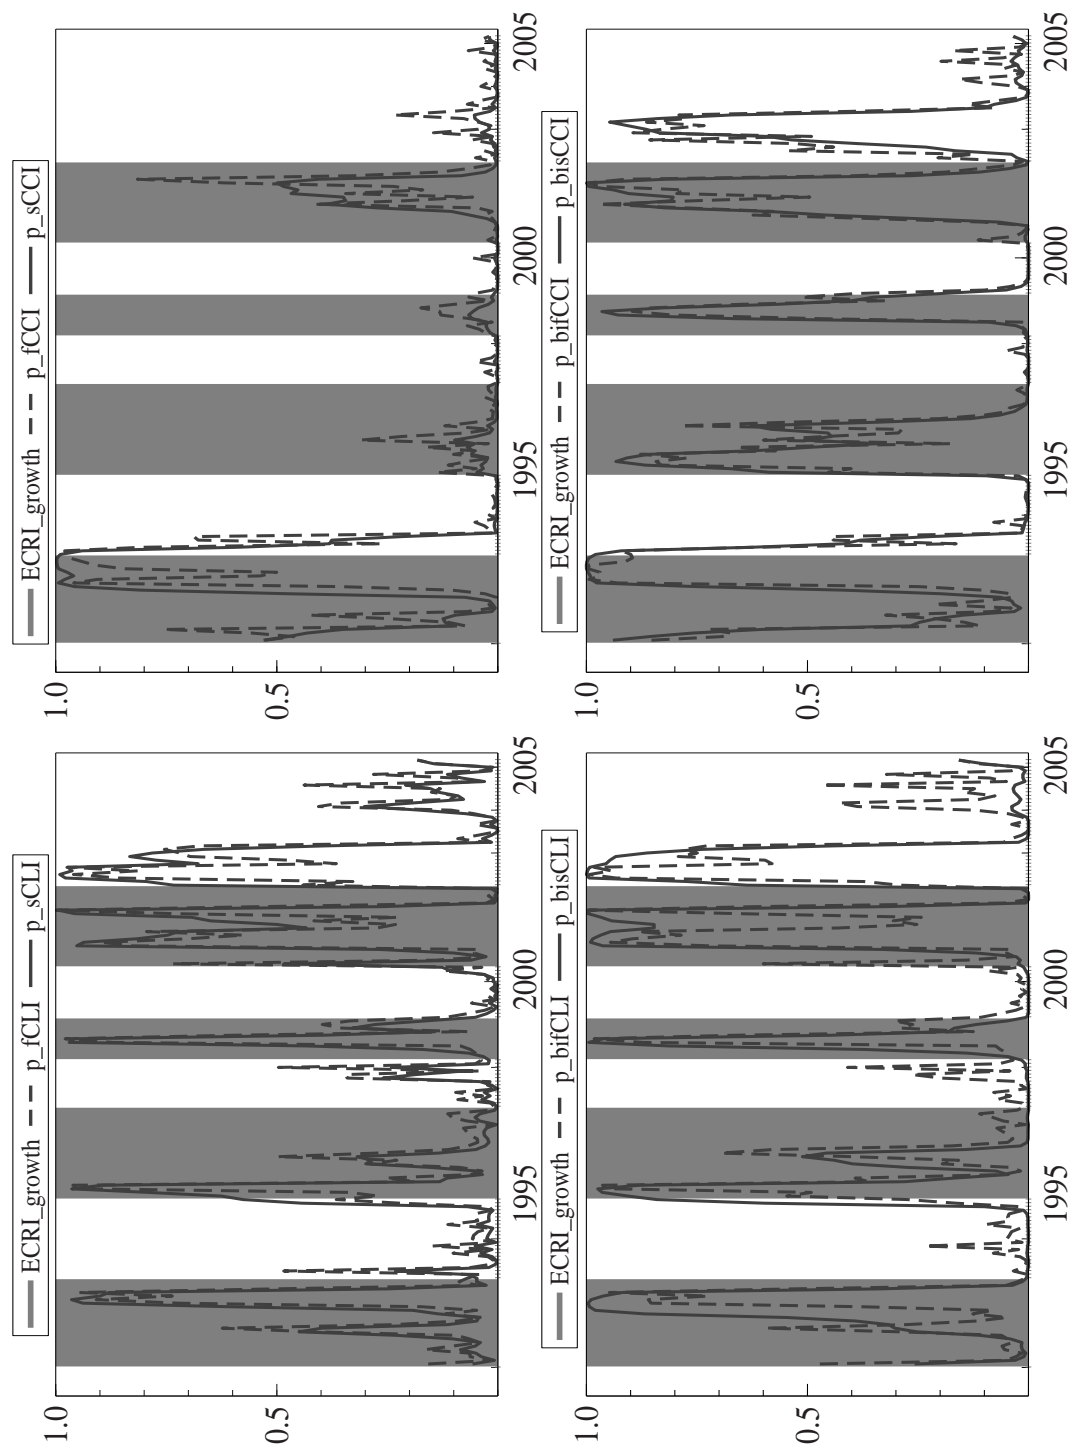 ECRI_growth p_fCLI p_sCLI
1.0
0.5
1995 2000 2005
ECRI_growth p_fCCI p_sCCI
1.0
0.5
1995 2000 2005
ECRI_growth p_bifCLI p_bisCLI
1.0
0.5
1995 2000 2005
ECRI_growth p_bifCCI p_bisCCI
1.0
0.5
1995 2000 2005